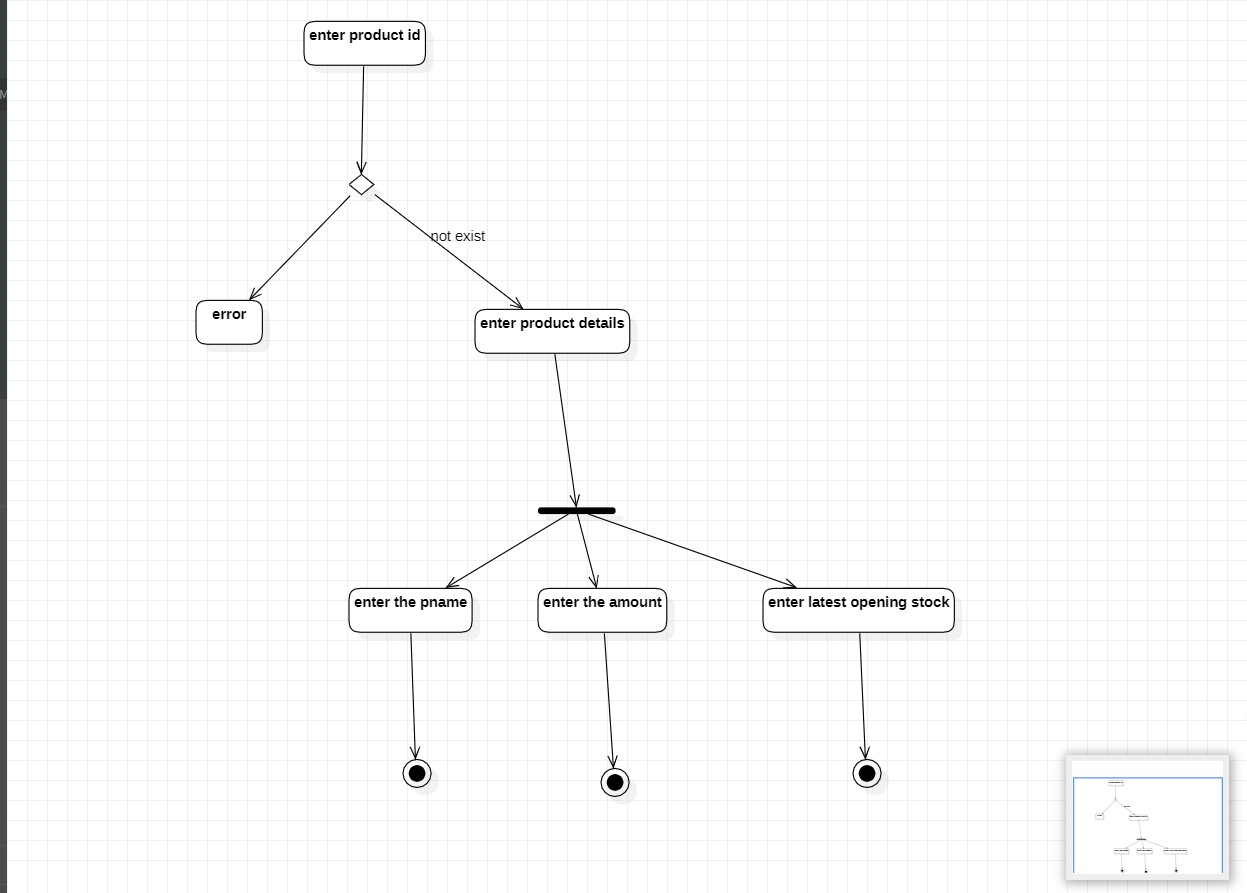 enter product id
not exist
error
enter product details
enter the pname
enter the amount
enter latest opening stock